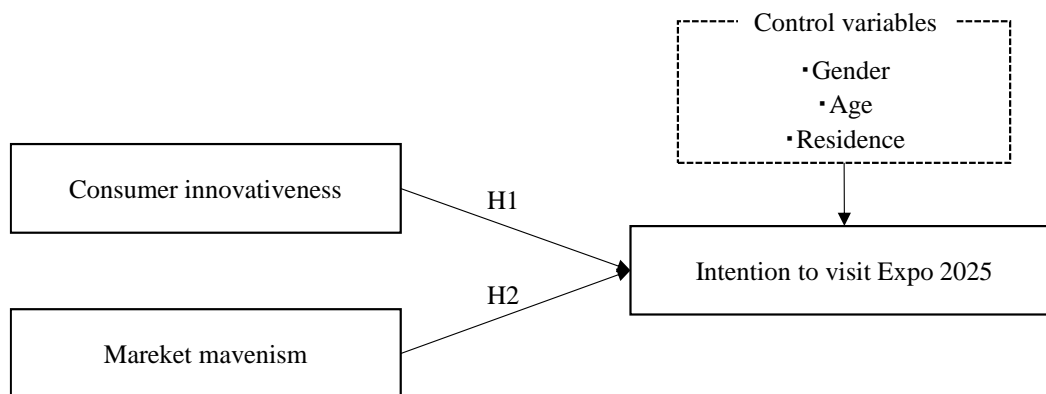 Control variables
・Gender
・Age
・Residence
Consumer innovativeness
H1
Intention to visit Expo 2025
H2
Mareket mavenism